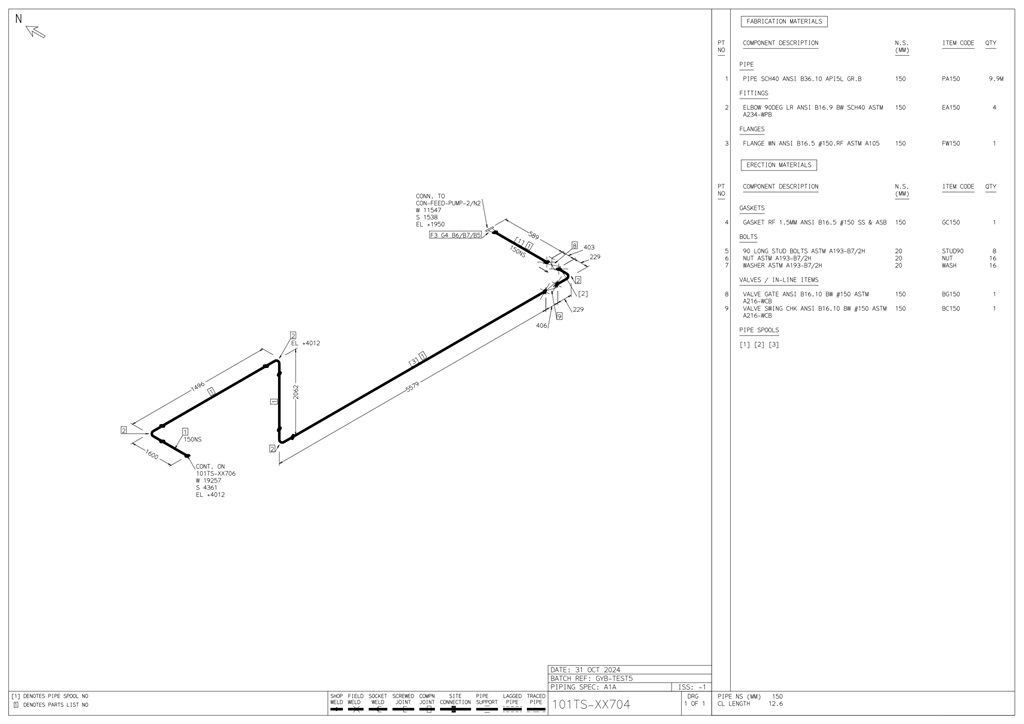 N
CONN. TO
CON-FEED-PUMP-2/N2
W 11547
S 1538
EL +1950
F3 G4 B6/B7/B5
589
[1] 1
150NS
8
403
229
2
[2]
229
9
406
[3] 1
5579
2
EL +4012
1496
1
2062
1
2
1
150NS
2
1600
CONT. ON
101TS-XX706
W 19257
S 4361
EL +4012
FABRICATION MATERIALS
PT NO COMPONENT DESCRIPTION N.S. (MM) ITEM CODE QTY
PIPE
1 PIPE SCH40 ANSI B36.10 API5L GR.B 150 PA150 9.9M
FITTINGS
2 ELBOW 90DEG LR ANSI B16.9 BW SCH40 ASTM 150 EA150 4
A234-WPB
FLANGES
3 FLANGE WN ANSI B16.5 #150.RF ASTM A105 150 FW150 1
ERECTION MATERIALS
PT NO COMPONENT DESCRIPTION N.S. (MM) ITEM CODE QTY
GASKETS
4 GASKET RF 1.5MM ANSI B16.5 #150 SS & ASB 150 GC150 1
BOLTS
5 90 LONG STUD BOLTS ASTM A193-B7/2H 20 STUD90 8
6 NUT ASTM A193-B7/2H 20 NUT 16
7 WASHER ASTM A193-B7/2H 20 WASH 16
VALVES / IN-LINE ITEMS
8 VALVE GATE ANSI B16.10 BW #150 ASTM 150 BG150 1
A216-WCB
9 VALVE SWING CHK ANSI B16.10 BW #150 ASTM 150 BC150 1
A216-WCB
PIPE SPOOLS
[1] [2] [3]
DATE: 31 OCT 2024
BATCH REF: GYB-TEST5
PIPING SPEC: A1A ISS: -1
[1] DENOTES PIPE SPOOL NO
1 DENOTES PARTS LIST NO
SHOP WELD
FIELD WELD
SOCKET WELD
SCREWED JOINT
COMPN JOINT
SITE CONNECTION
PIPE SUPPORT
LAGGED PIPE
TRACED PIPE
101TS-XX704
DRG
1 OF 1
PIPE NS (MM) 150
CL LENGTH 12.6